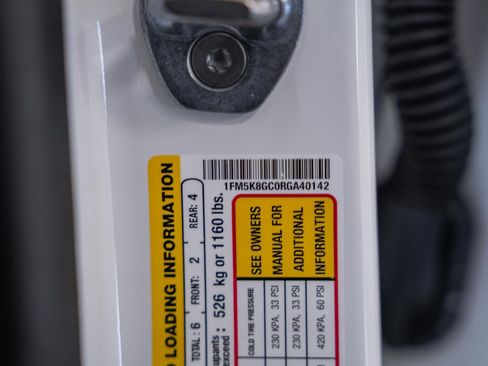 1FM5K8GC0RGA40142
LOADING INFORMATION
TOTAL: 6 FRONT: 2 REAR: 4
exceed: 526 kg or 1160 lbs.
SEE OWNERS
MANUAL FOR
ADDITIONAL
INFORMATION
COLD TIRE PRESSURE
230 KPA, 33 PSI
230 KPA, 33 PSI
420 KPA, 60 PSI